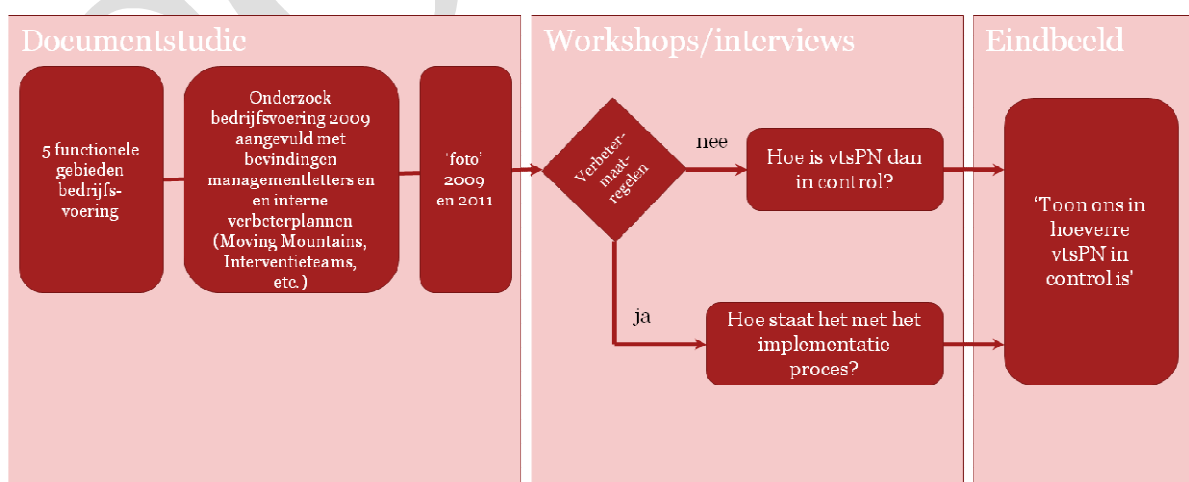 Documentstudie
5 functionele
gebieden
bedrijfs-
voering
Onderzoek
bedrijfsvoering 2009
aangevuld met
bevindingen
managementletters en
en interne
verbeterplannen
(Moving Mountains,
Interventieteams,
etc.)
'foto'
2009
en 2011
Workshops/interviews
Verbeter-
maat-
regelen
nee
Hoe is vtsPN dan
in control?
ja
Hoe staat het met het
implementatie
proces?
Eindbeeld
‘Toon ons in
hoeverre
vtsPN in
control is'